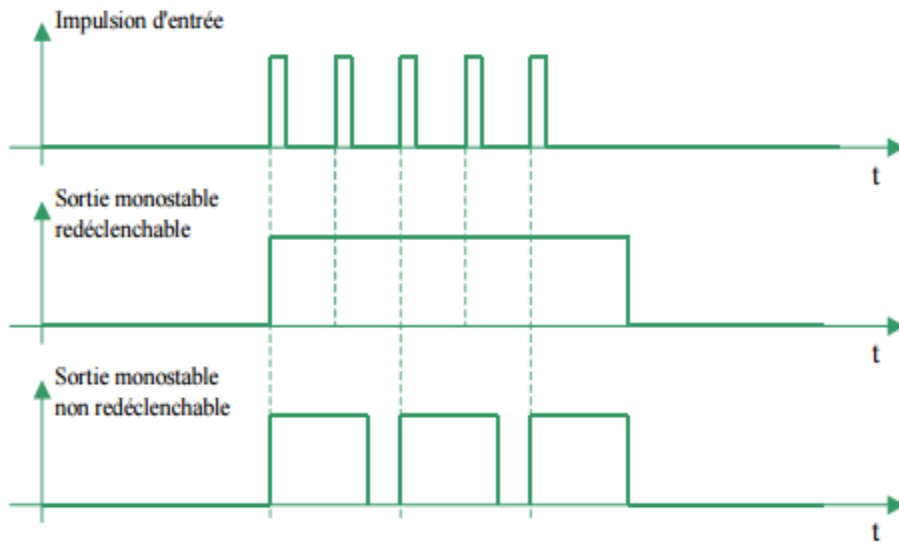 Impulsion d'entrée
t
Sortie monostable
redéclenchable
t
Sortie monostable
non redéclenchable
t